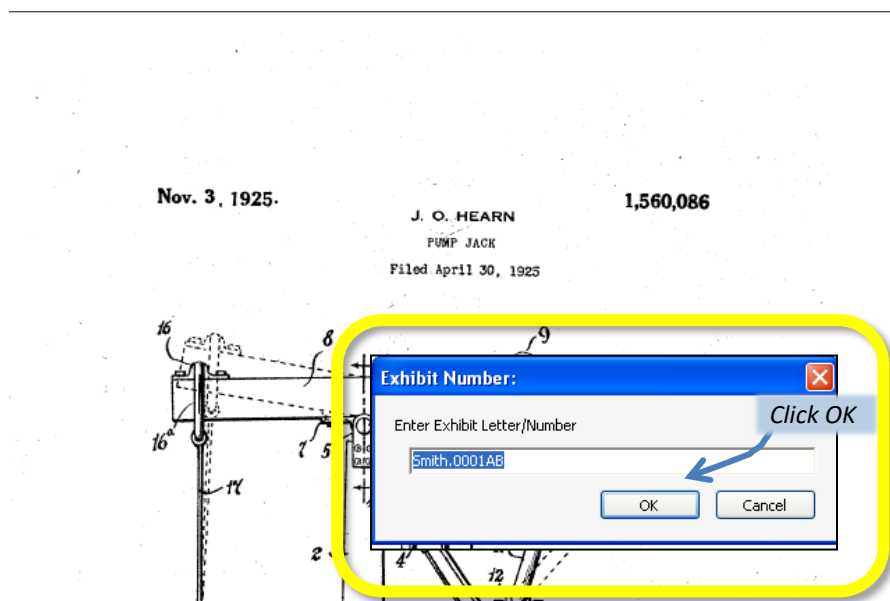 Nov. 3, 1925.
1,560,086
J. O. HEARN
PUMP JACK
Filed April 30, 1925
16
8
9
Exhibit Number:
Click OK
Enter Exhibit Letter/Number
16a
7
5
Smith.0001AB
17
OK
Cancel
2
4
12